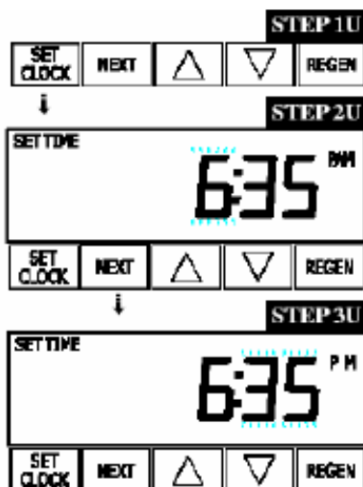 STEP 1U
SET CLOCK NEXT REGEN
STEP 2U
SET TIME
6:35
SET CLOCK NEXT REGEN
STEP 3U
SET TIME
6:35 PM
SET CLOCK NEXT REGEN